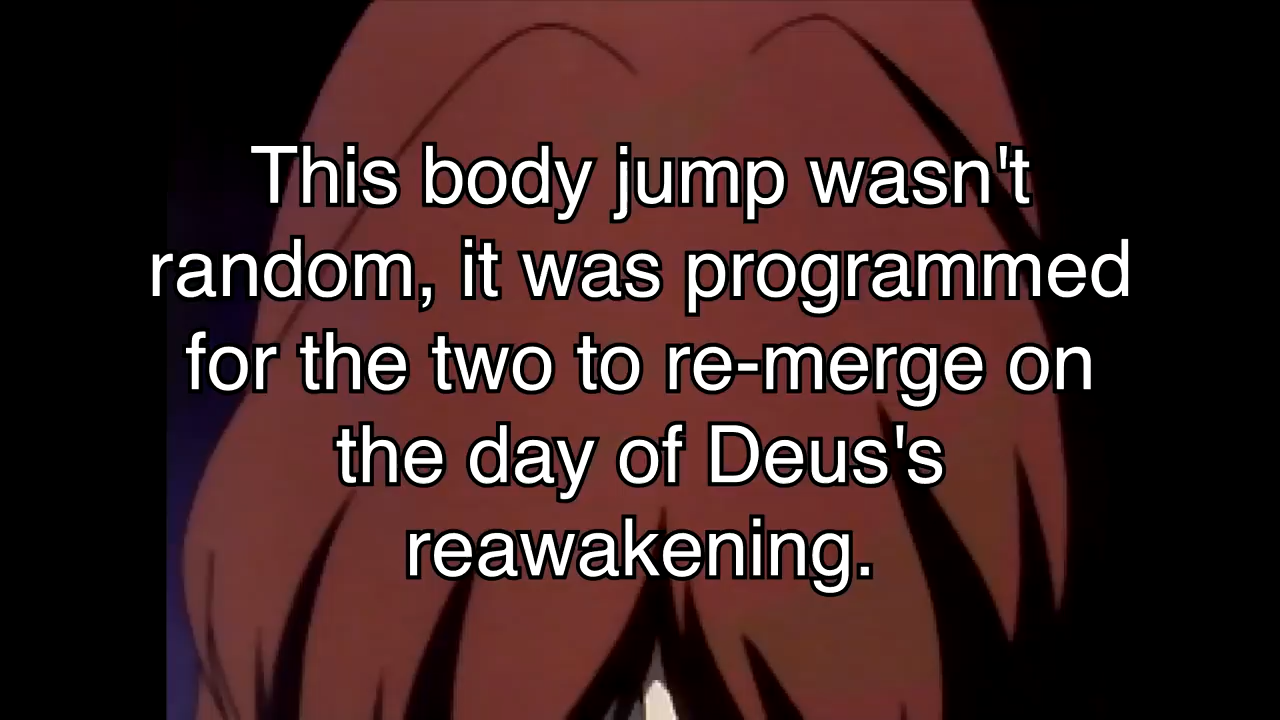 This body jump wasn't
random, it was programmed
for the two to re-merge on
the day of Deus's
reawakening.